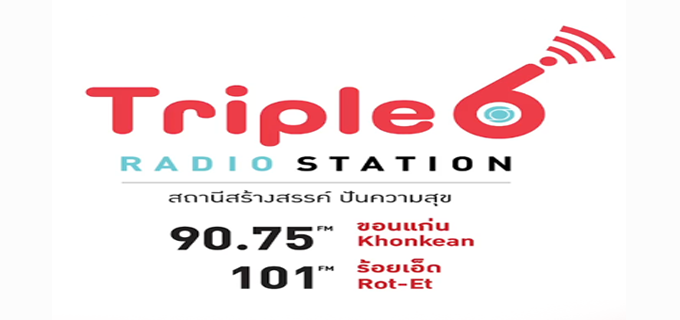 Triple6
RADIO STATION
สถานีสร้างสรรค์ ปันความสุข
90.75 FM ขอนแก่น Khonkean
101 FM ร้อยเอ็ด Rot-Et